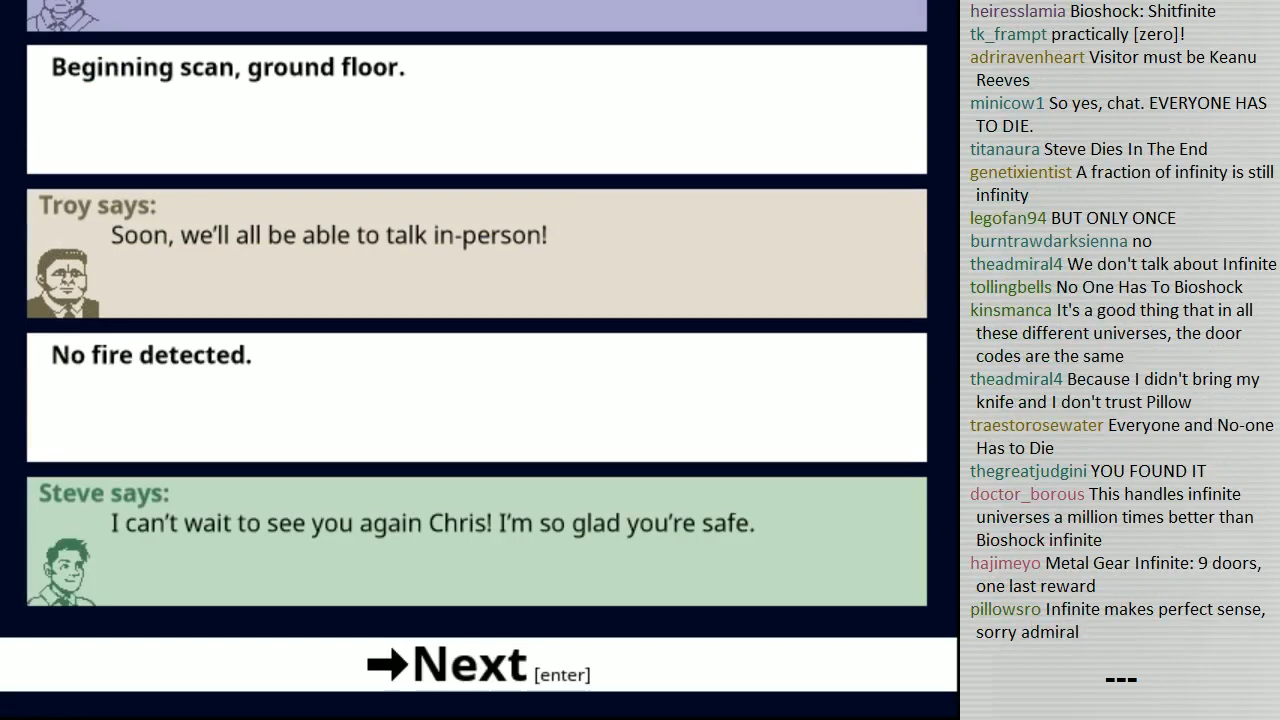 Beginning scan, ground floor.
Troy says:
Soon, we'll all be able to talk in-person!
No fire detected.
Steve says:
I can't wait to see you again Chris! I'm so glad you're safe.
➡Next [enter]
heiresslamia Bioshock: Shitfinite
tk_frampt practically [zero]!
adriravenheart Visitor must be Keanu
Reeves
minicow1 So yes, chat. EVERYONE HAS
TO DIE.
titanaura Steve Dies In The End
genetixientist A fraction of infinity is still
infinity
legofan94 BUT ONLY ONCE
burntrawdarksienna no
theadmiral4 We don't talk about Infinite
tollingbells No One Has To Bioshock
kinsmanca It's a good thing that in all
these different universes, the door
codes are the same
theadmiral4 Because I didn't bring my
knife and I don't trust Pillow
traestorosewater Everyone and No-one
Has to Die
thegreatjudgini YOU FOUND IT
doctor_borous This handles infinite
universes a million times better than
Bioshock infinite
hajimeyo Metal Gear Infinite: 9 doors,
one last reward
pillowsro Infinite makes perfect sense,
sorry admiral
---